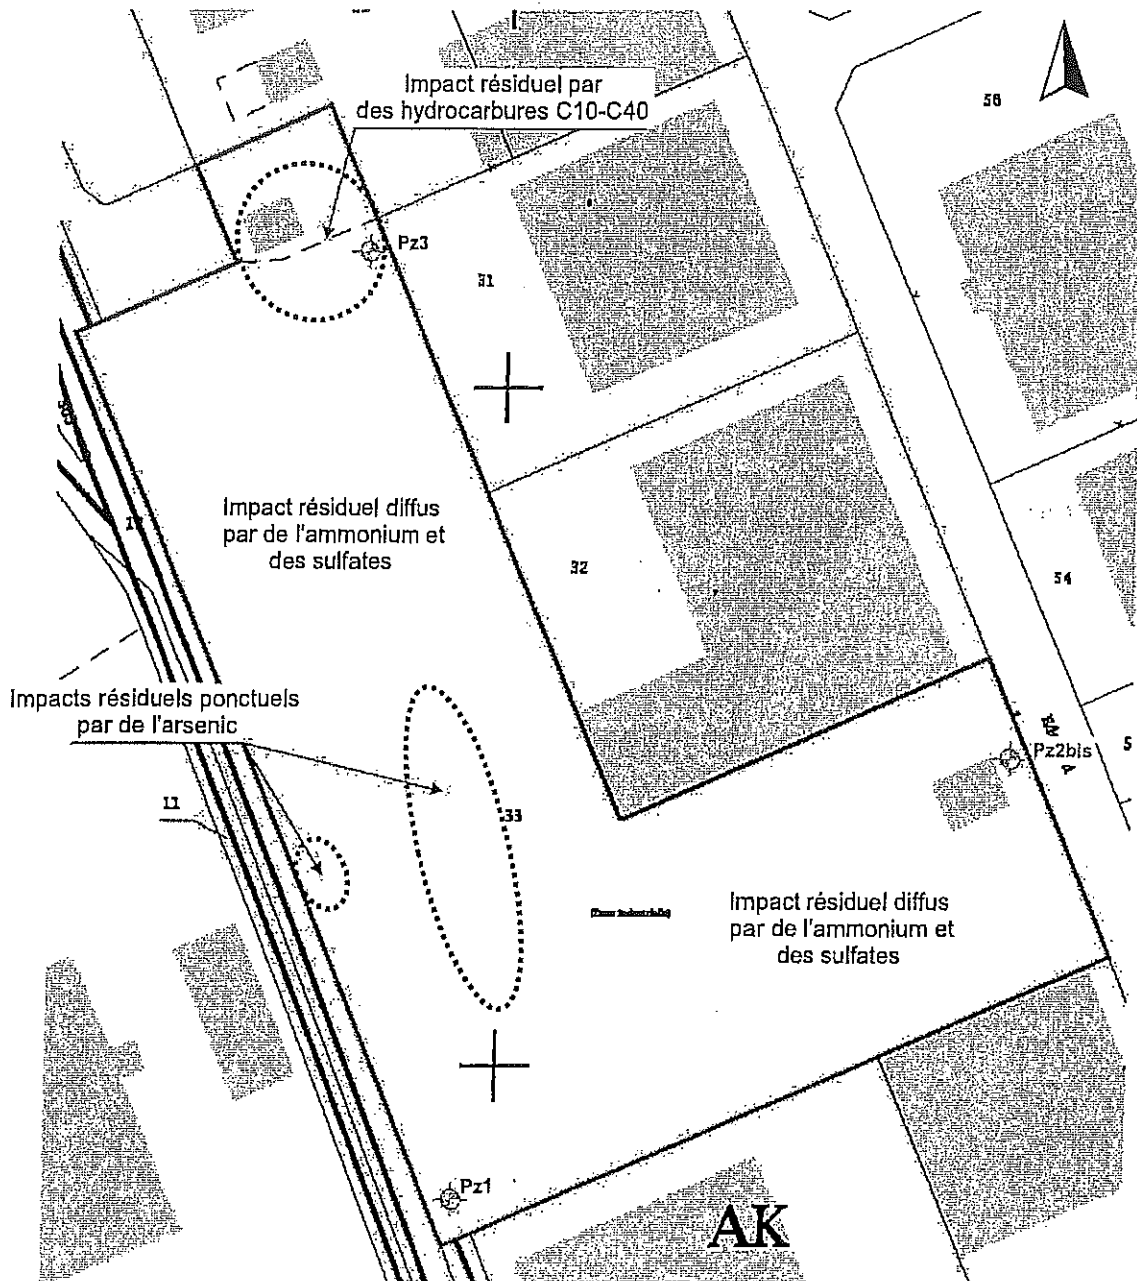 Impact résiduel par
des hydrocarbures C10-C40
56
Pz3
31
Impact résiduel diffus
par de l'ammonium et
des sulfates
32
54
Impacts résiduels ponctuels
par de l'arsenic
Pz2bis
5
11
33
Impact résiduel diffus
par de l'ammonium et
des sulfates
Pz1
AK